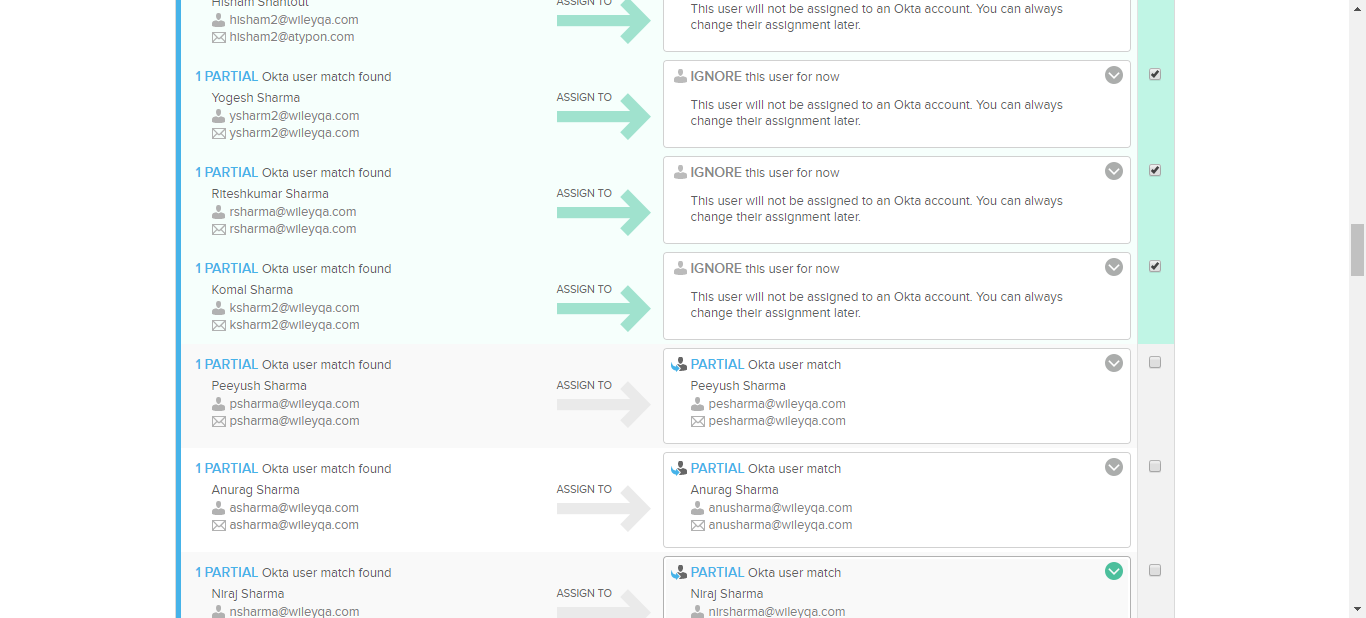 Hisham Shantout
hisham2@wileyqa.com
hisham2@atypon.com
ASSIGN TO
This user will not be assigned to an Okta account. You can always
change their assignment later.
1 PARTIAL Okta user match found
Yogesh Sharma
ysharm2@wileyqa.com
ysharm2@wileyqa.com
ASSIGN TO
IGNORE this user for now
This user will not be assigned to an Okta account. You can always
change their assignment later.
1 PARTIAL Okta user match found
Riteshkumar Sharma
rsharma@wileyqa.com
rsharma@wileyqa.com
ASSIGN TO
IGNORE this user for now
This user will not be assigned to an Okta account. You can always
change their assignment later.
1 PARTIAL Okta user match found
Komal Sharma
ksharm2@wileyqa.com
ksharm2@wileyqa.com
ASSIGN TO
IGNORE this user for now
This user will not be assigned to an Okta account. You can always
change their assignment later.
1 PARTIAL Okta user match found
Peeyush Sharma
psharma@wileyqa.com
psharma@wileyqa.com
ASSIGN TO
PARTIAL Okta user match
Peeyush Sharma
pesharma@wileyqa.com
pesharma@wileyqa.com
1 PARTIAL Okta user match found
Anurag Sharma
asharma@wileyqa.com
asharma@wileyqa.com
ASSIGN TO
PARTIAL Okta user match
Anurag Sharma
anusharma@wileyqa.com
anusharma@wileyqa.com
1 PARTIAL Okta user match found
Niraj Sharma
nsharma@wileyqa.com
ASSIGN TO
PARTIAL Okta user match
Niraj Sharma
nirsharma@wileyqa.com